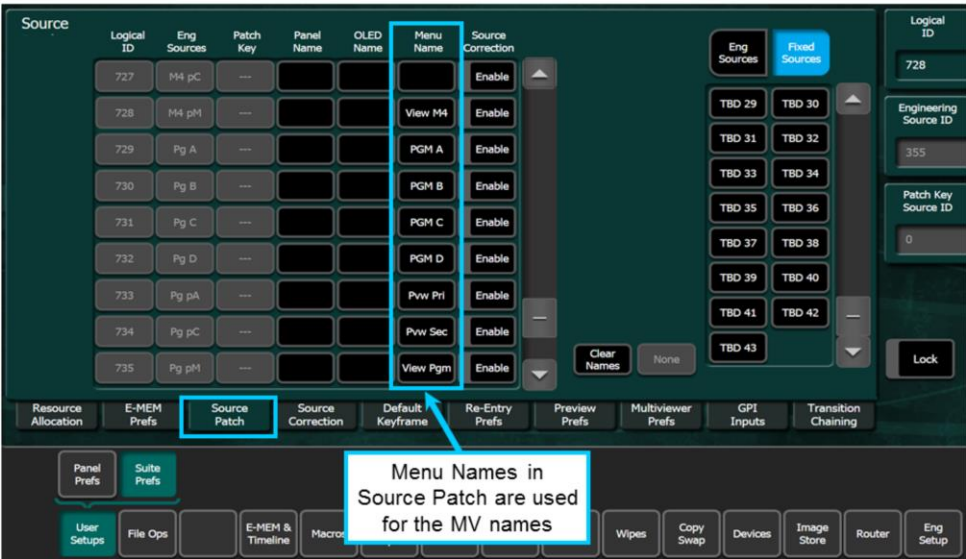 Source
Logical ID
Eng Sources
Patch Key
Panel Name
OLED Name
Menu Name
Source Correction
727 M4 pC --- Enable
728 M4 pM --- View M4 Enable
729 Pg A --- PGM A Enable
730 Pg B --- PGM B Enable
731 Pg C --- PGM C Enable
732 Pg D --- PGM D Enable
733 Pg pA --- Pvw Pri Enable
734 Pg pC --- Pvw Sec Enable
735 Pg pM --- View Pgm Enable
Clear Names
None
Eng Sources
Fixed Sources
TBD 29 TBD 30
TBD 31 TBD 32
TBD 33 TBD 34
TBD 35 TBD 36
TBD 37 TBD 38
TBD 39 TBD 40
TBD 41 TBD 42
TBD 43
Logical ID
728
Engineering Source ID
355
Patch Key Source ID
0
Lock
Resource Allocation
E-MEM Prefs
Source Patch
Source Correction
Default Keyframe
Re-Entry Prefs
Preview Prefs
Multiviewer Prefs
GPI Inputs
Transition Chaining
Menu Names in
Source Patch are used
for the MV names
Panel Prefs
Suite Prefs
User Setups
File Ops
E-MEM & Timeline
Macros
Wipes
Copy Swap
Devices
Image Store
Router
Eng Setup